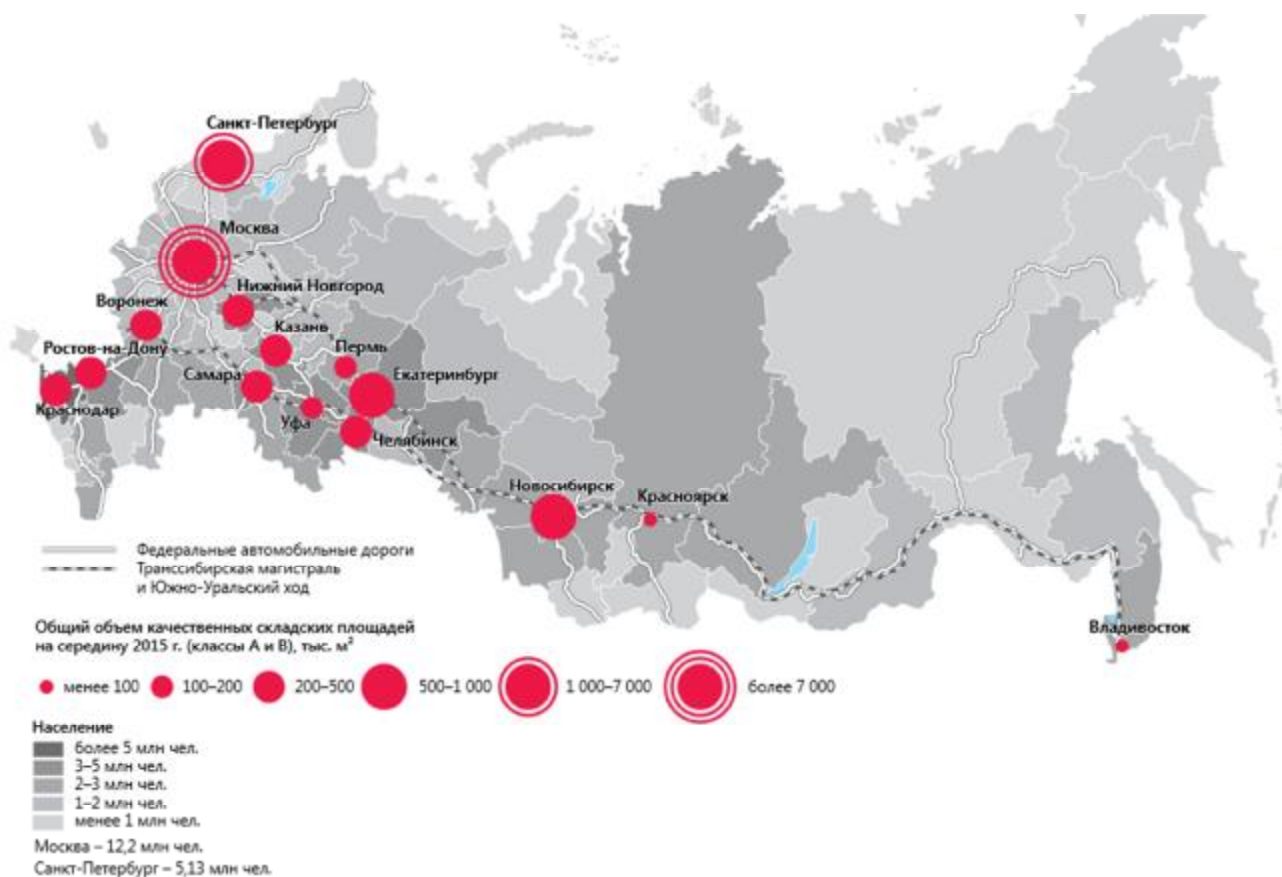 Санкт-Петербург
Москва
Нижний Новгород
Воронеж
Казань
Ростов-на-Дону
Пермь
Самара
Екатеринбург
Краснодар
Уфа
Челябинск
Новосибирск
Красноярск
Владивосток
Федеральные автомобильные дороги
Транссибирская магистраль
и Южно-Уральский ход
Общий объем качественных складских площадей
на середину 2015 г. (классы А и В), тыс. м²
менее 100 100–200 200–500 500–1 000 1 000–7 000 более 7 000
Население
более 5 млн чел.
3–5 млн чел.
2–3 млн чел.
1–2 млн чел.
менее 1 млн чел.
Москва – 12,2 млн чел.
Санкт-Петербург – 5,13 млн чел.